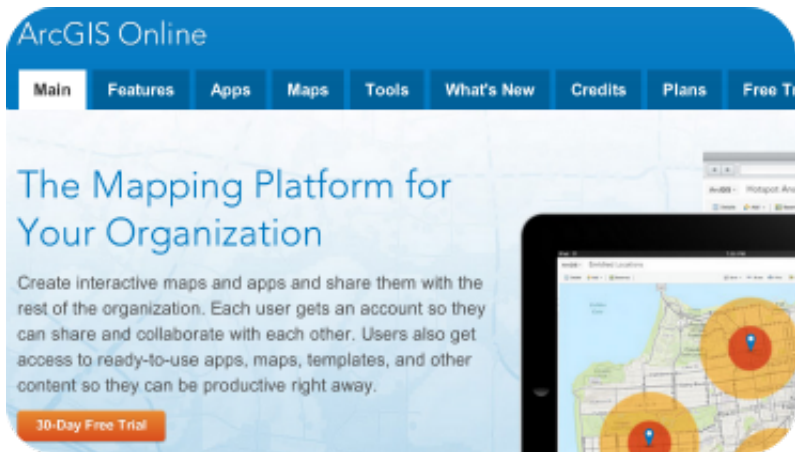 ArcGIS Online
Main Features Apps Maps Tools What's New Credits Plans Free
The Mapping Platform for
Your Organization
Create interactive maps and apps and share them with the
rest of the organization. Each user gets an account so they
can share and collaborate with each other. Users also get
access to ready-to-use apps, maps, templates, and other
content so they can be productive right away.
30-Day Free Trial